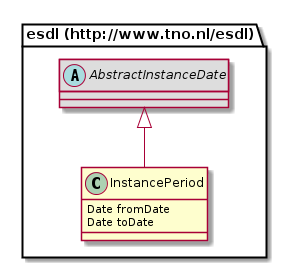 esdl (http://www.tno.nl/esdl)
A AbstractInstanceDate
C InstancePeriod
Date fromDate
Date toDate